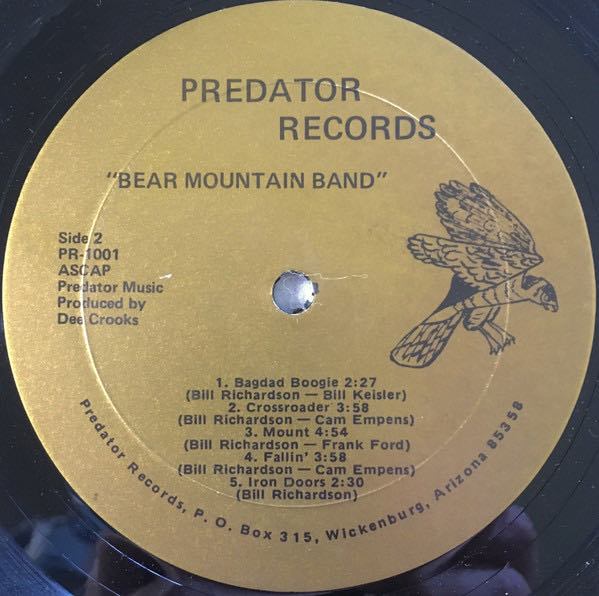 PREDATOR
RECORDS
"BEAR MOUNTAIN BAND"
Side 2
PR-1001
ASCAP
Predator Music
Produced by
Dee Crooks
1. Bagdad Boogie 2:27
(Bill Richardson — Bill Keisler)
2. Crossroader 3:58
(Bill Richardson — Cam Empens)
3. Mount 4:54
(Bill Richardson — Frank Ford)
4. Fallin' 3:58
(Bill Richardson — Cam Empens)
5. Iron Doors 2:30
(Bill Richardson)
Predator Records, P. O. Box 315, Wickenburg, Arizona 85358